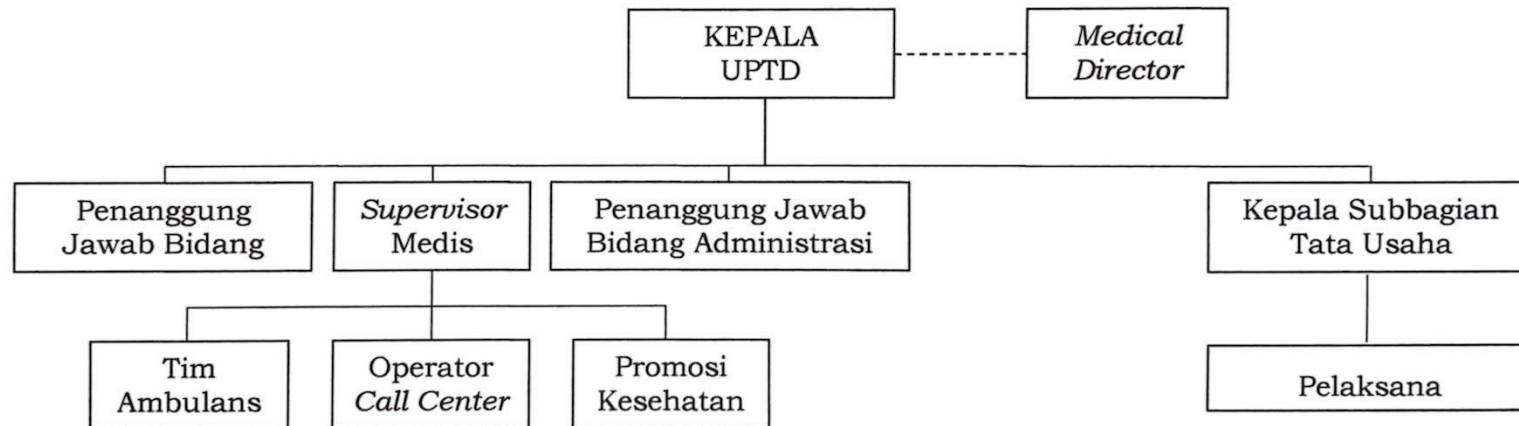 KEPALA
UPTD
Medical
Director
Penanggung
Jawab Bidang
Supervisor
Medis
Penanggung Jawab
Bidang Administrasi
Kepala Subbagian
Tata Usaha
Tim
Ambulans
Operator
Call Center
Promosi
Kesehatan
Pelaksana